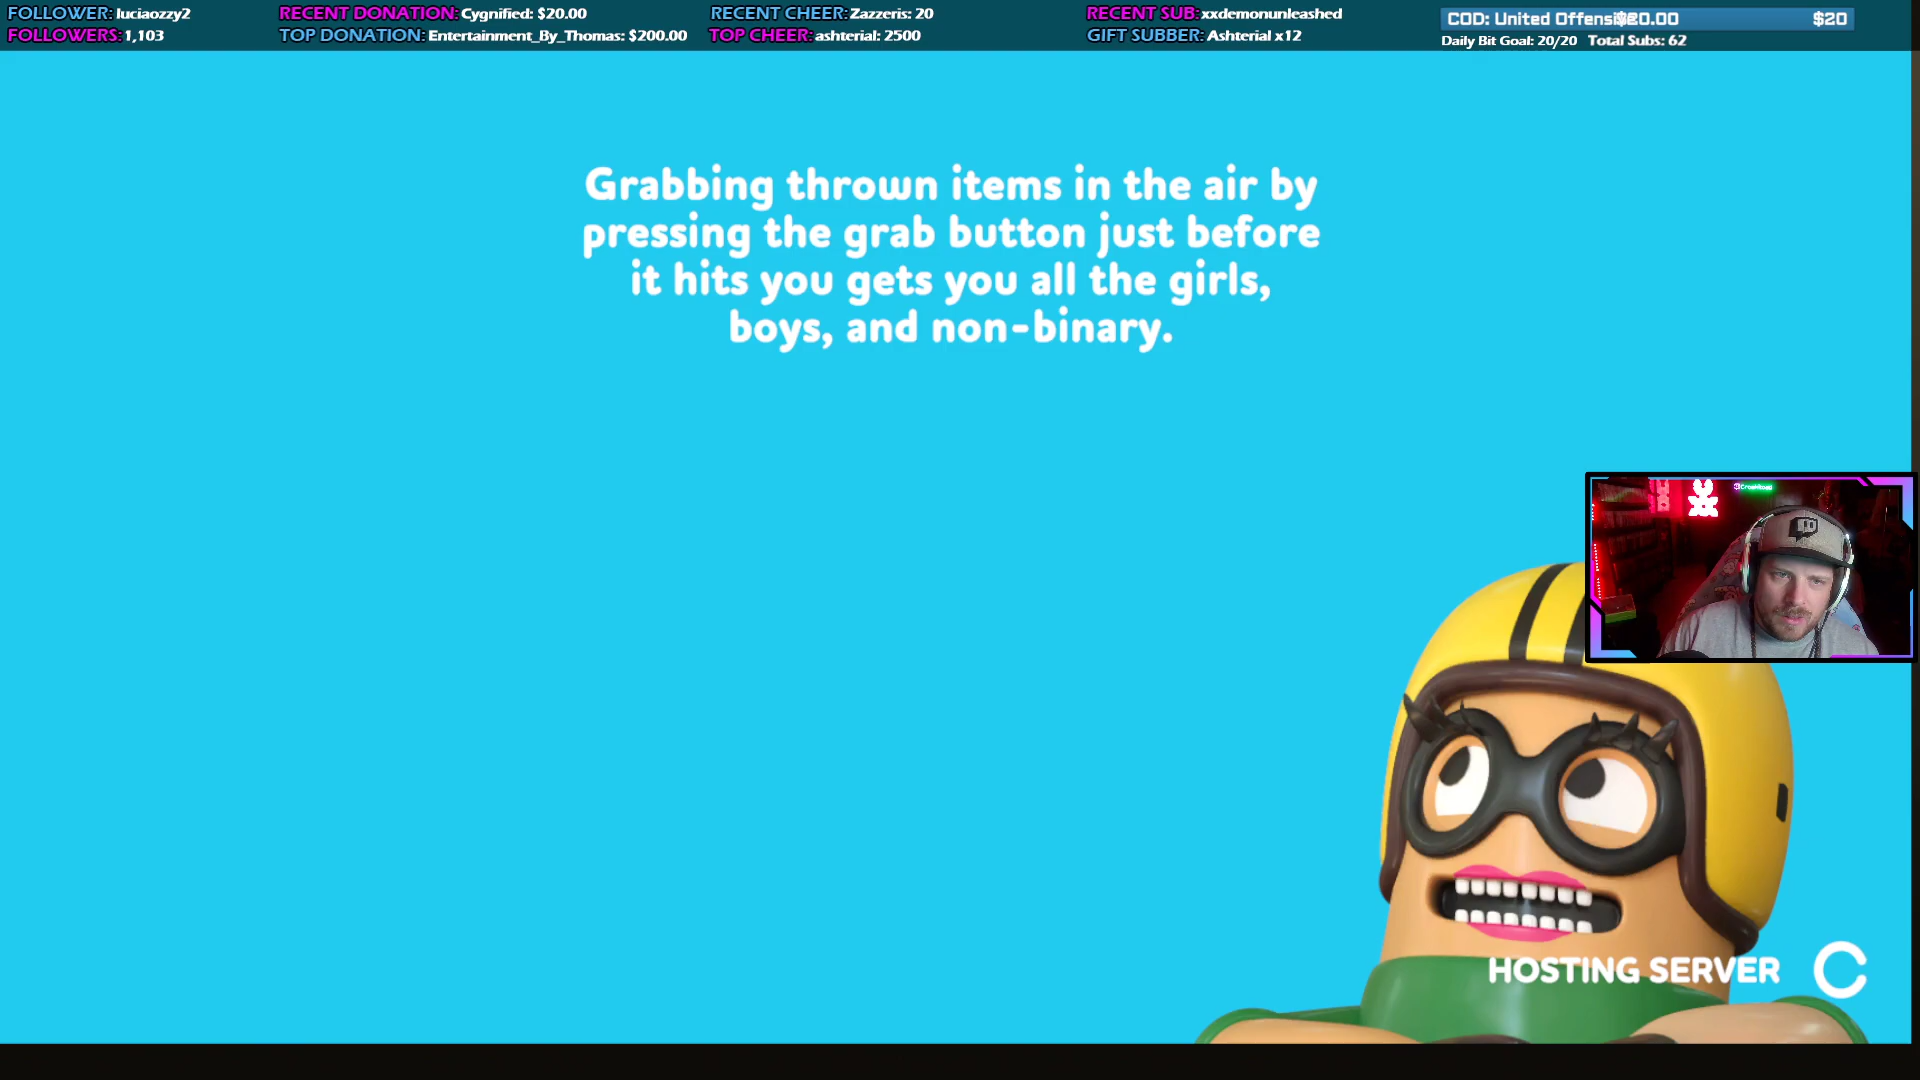 FOLLOWER: luciaozzy2
FOLLOWERS: 1,103
RECENT DONATION: Cygnified: $20.00
TOP DONATION: Entertainment_By_Thomas: $200.00
RECENT CHEER: Zazzeris: 20
TOP CHEER: ashterial: 2500
RECENT SUB: xxdemonunleashed
GIFT SUBBER: Ashterial x12
COD: United Offensi $20
Daily Bit Goal: 20/20 Total Subs: 62
Grabbing thrown items in the air by
pressing the grab button just before
it hits you gets you all the girls,
boys, and non-binary.
HOSTING SERVER